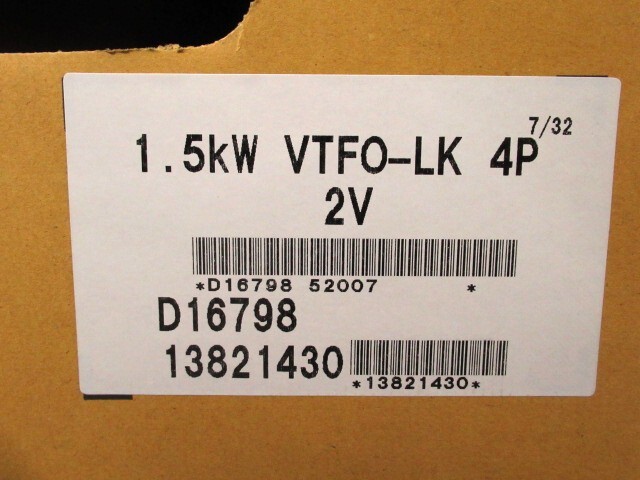 7/32
1.5kW VTFO-LK 4P
2V
*D16798 52007 *
D16798
13821430
*13821430*